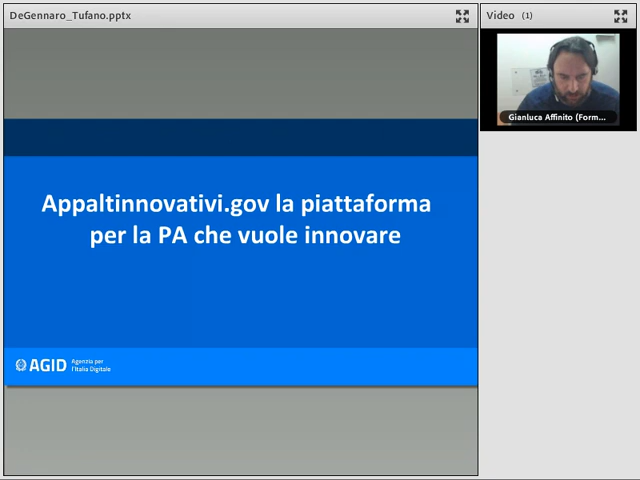 DeGennaro_Tufano.pptx
Video (1)
Gianluca Affinito (Form...
Appaltinnovativi.gov la piattaforma
per la PA che vuole innovare
AGID Agenzia per
l'Italia Digitale